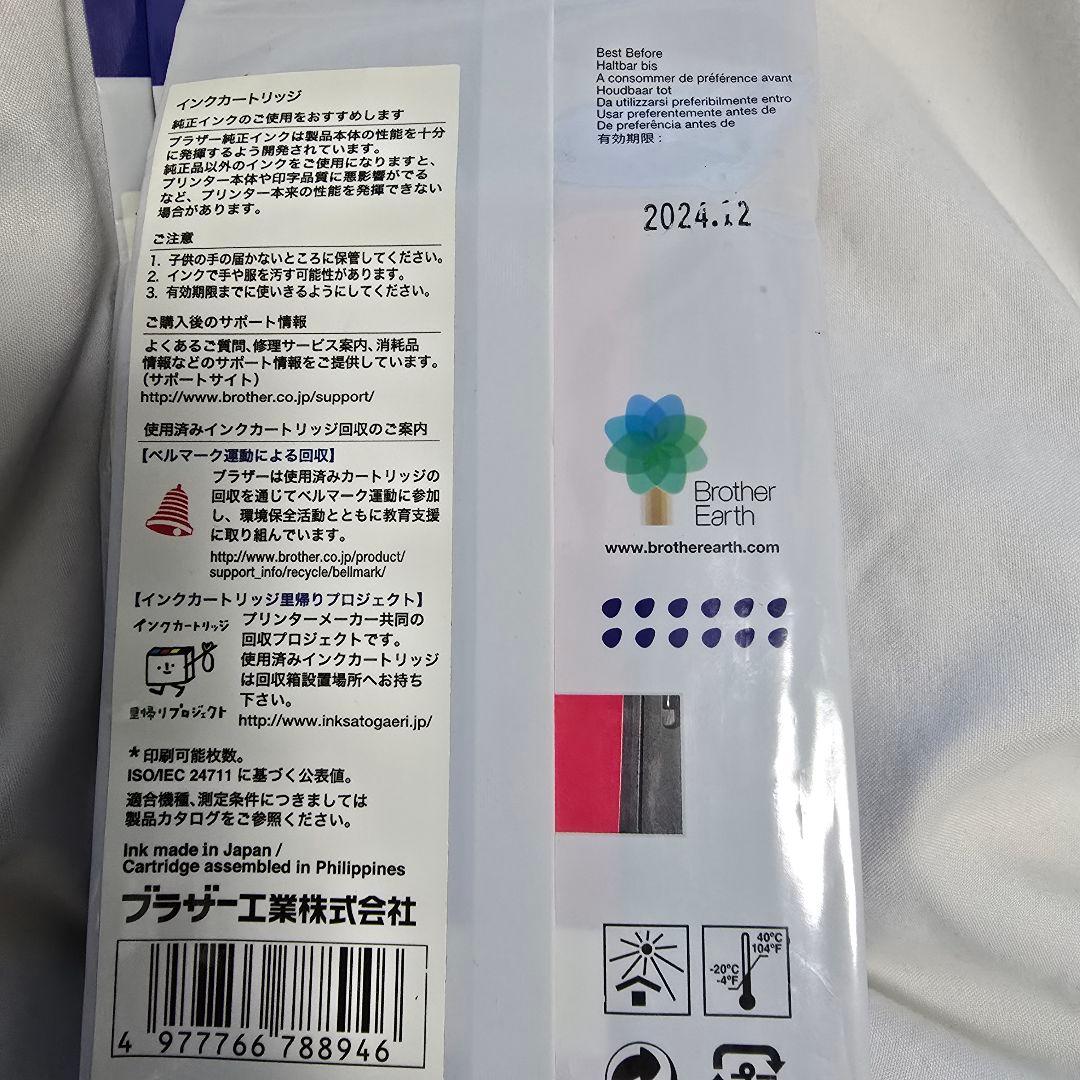 インクカートリッジ
純正インクのご使用をおすすめします
ブラザー純正インクは製品本体の性能を十分
に発揮するよう開発されています。
純正品以外のインクをご使用になりますと、
プリンター本体や印字品質に悪影響がでる
など、プリンター本来の性能を発揮できない
場合があります。
ご注意
1. 子供の手の届かないところに保管してください。
2. インクで手や服を汚す可能性があります。
3. 有効期限までに使いきるようにしてください。
ご購入後のサポート情報
よくあるご質問、修理サービス案内、消耗品
情報などのサポート情報をご提供しています。
（サポートサイト）
http://www.brother.co.jp/support/
使用済みインクカートリッジ回収のご案内
【ベルマーク運動による回収】
ブラザーは使用済みカートリッジの
回収を通じてベルマーク運動に参加
し、環境保全活動とともに教育支援
に取り組んでいます。
http://www.brother.co.jp/product/
support_info/recycle/bellmark/
【インクカートリッジ里帰りプロジェクト】
インクカートリッジ
里帰りプロジェクト
プリンターメーカー共同の
回収プロジェクトです。
使用済みインクカートリッジ
は回収箱設置場所へお持ち
下さい。
http://www.inksatogaeri.jp/
*印刷可能枚数。
ISO/IEC 24711 に基づく公表値。
適合機種、測定条件につきましては
製品カタログをご参照ください。
Ink made in Japan /
Cartridge assembled in Philippines
ブラザー工業株式会社
4 977766 788946
Best Before
Haltbar bis
A consommer de préférence avant
Houdbaar tot
Da utilizzarsi preferibilmente entro
Usar preferentemente antes de
De preferência antes de
有効期限：
2024.12
Brother
Earth
www.brotherearth.com
40°C
104°F
-20°C
-4°F